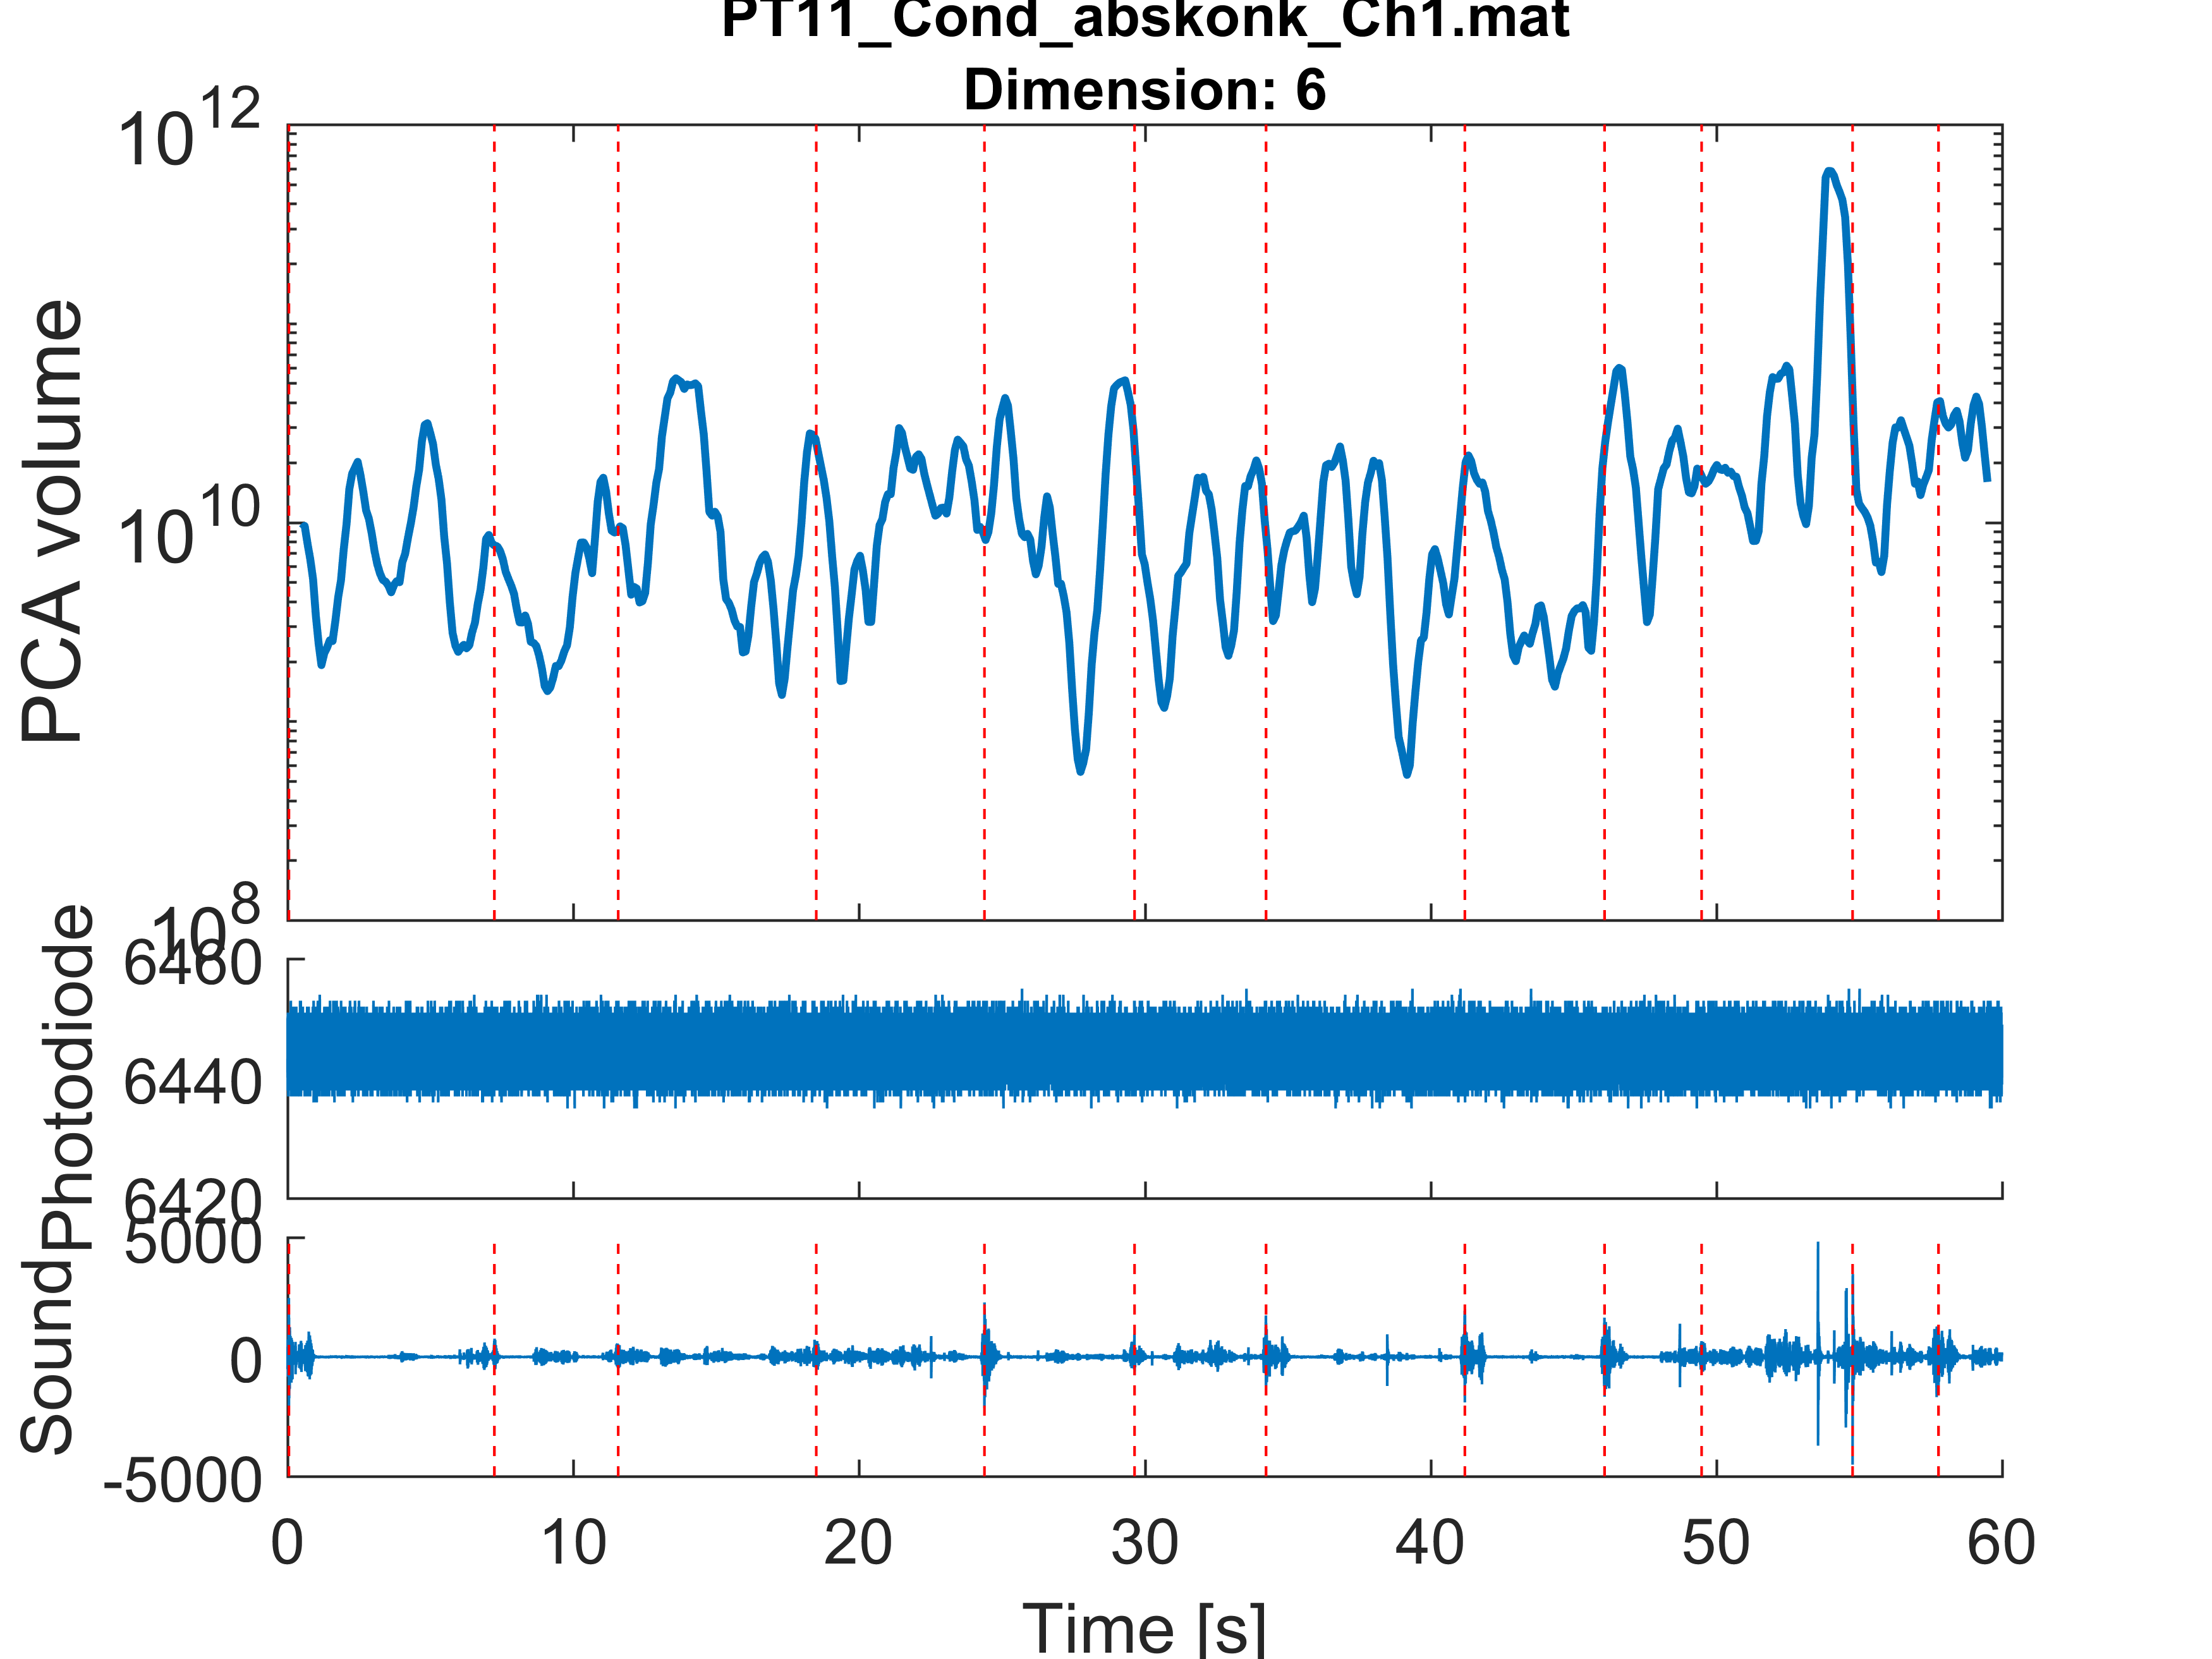 PT11_Cond_abskonk_Ch1.mat
Dimension: 6
10^12
10^10
10^8
PCA volume
6460
6440
6420
Photodiode
5000
0
-5000
Sound
0 10 20 30 40 50 60
Time [s]